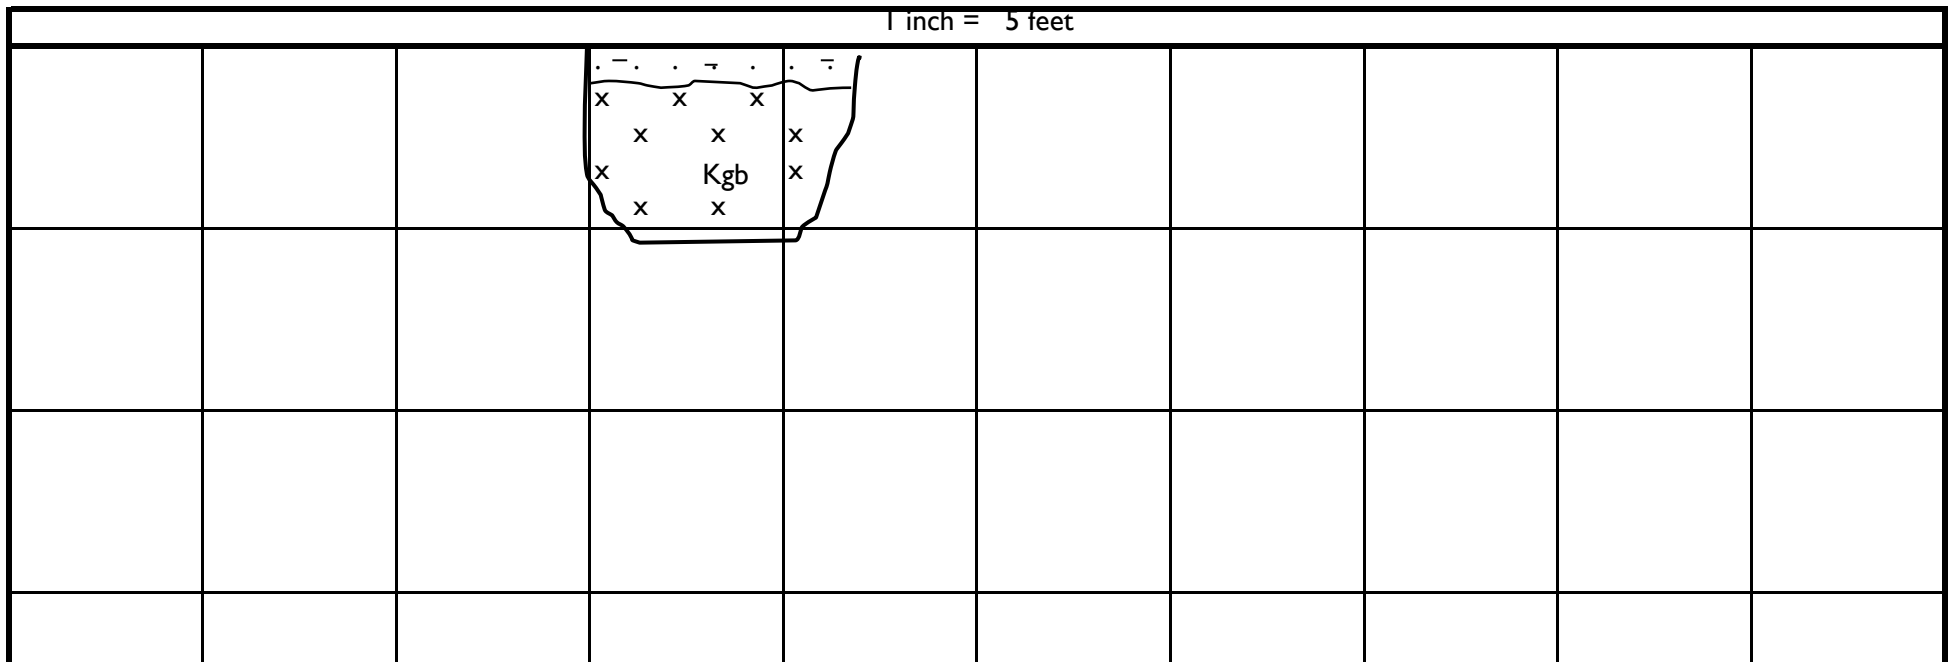 1 inch = 5 feet
x x x
x x x
x Kgb x
x x